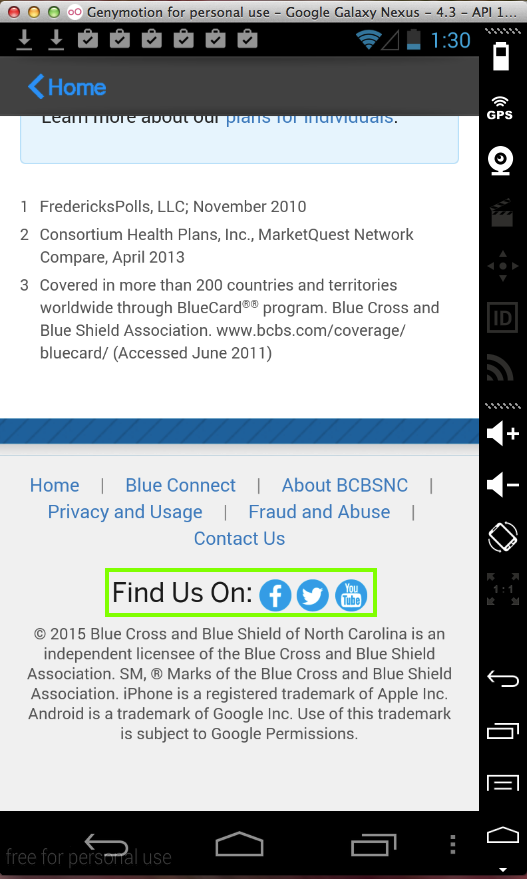 Genymotion for personal use - Google Galaxy Nexus - 4.3 - API 1...
1:30
Home
GPS
Learn more about our plans for individuals.
1 FredericksPolls, LLC; November 2010
2 Consortium Health Plans, Inc., MarketQuest Network
Compare, April 2013
3 Covered in more than 200 countries and territories
worldwide through BlueCard®® program. Blue Cross and
Blue Shield Association. www.bcbs.com/coverage/
bluecard/ (Accessed June 2011)
ID
Home | Blue Connect | About BCBSNC |
Privacy and Usage | Fraud and Abuse |
Contact Us
Find Us On: You Tube
1:1
© 2015 Blue Cross and Blue Shield of North Carolina is an
independent licensee of the Blue Cross and Blue Shield
Association. SM, ® Marks of the Blue Cross and Blue Shield
Association. iPhone is a registered trademark of Apple Inc.
Android is a trademark of Google Inc. Use of this trademark
is subject to Google Permissions.
free for personal use